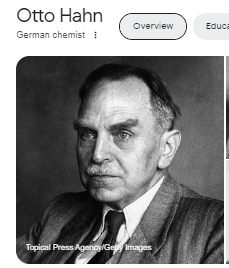 Otto Hahn
German chemist
Overview
Educa
Topical Press Agency/Getty Images